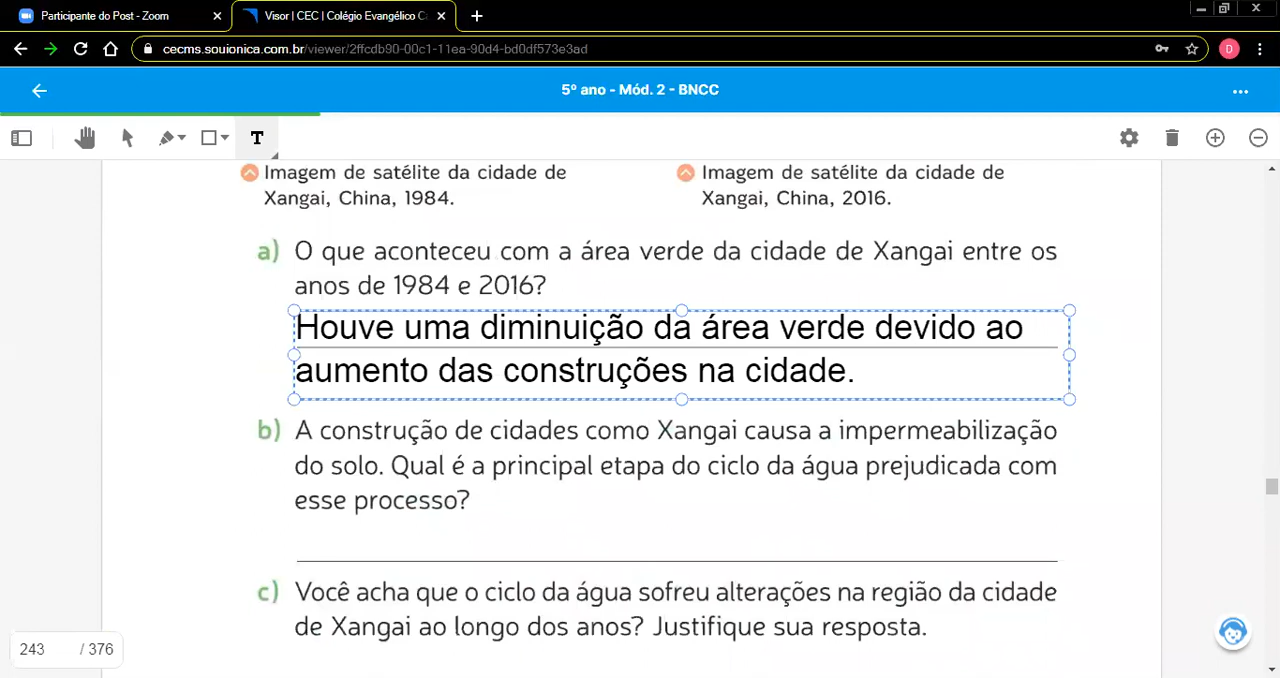 Participante do Post - Zoom
Visor | CEC | Colégio Evangélico C
cecms.souionica.com.br/viewer/2ffcdb90-00c1-11ea-90d4-bd0df573e3ad
D
5º ano - Mód. 2 - BNCC
T
Imagem de satélite da cidade de
Xangai, China, 1984.
Imagem de satélite da cidade de
Xangai, China, 2016.
a) O que aconteceu com a área verde da cidade de Xangai entre os
anos de 1984 e 2016?
Houve uma diminuição da área verde devido ao
aumento das construções na cidade.
b) A construção de cidades como Xangai causa a impermeabilização
do solo. Qual é a principal etapa do ciclo da água prejudicada com
esse processo?
c) Você acha que o ciclo da água sofreu alterações na região da cidade
de Xangai ao longo dos anos? Justifique sua resposta.
243 / 376